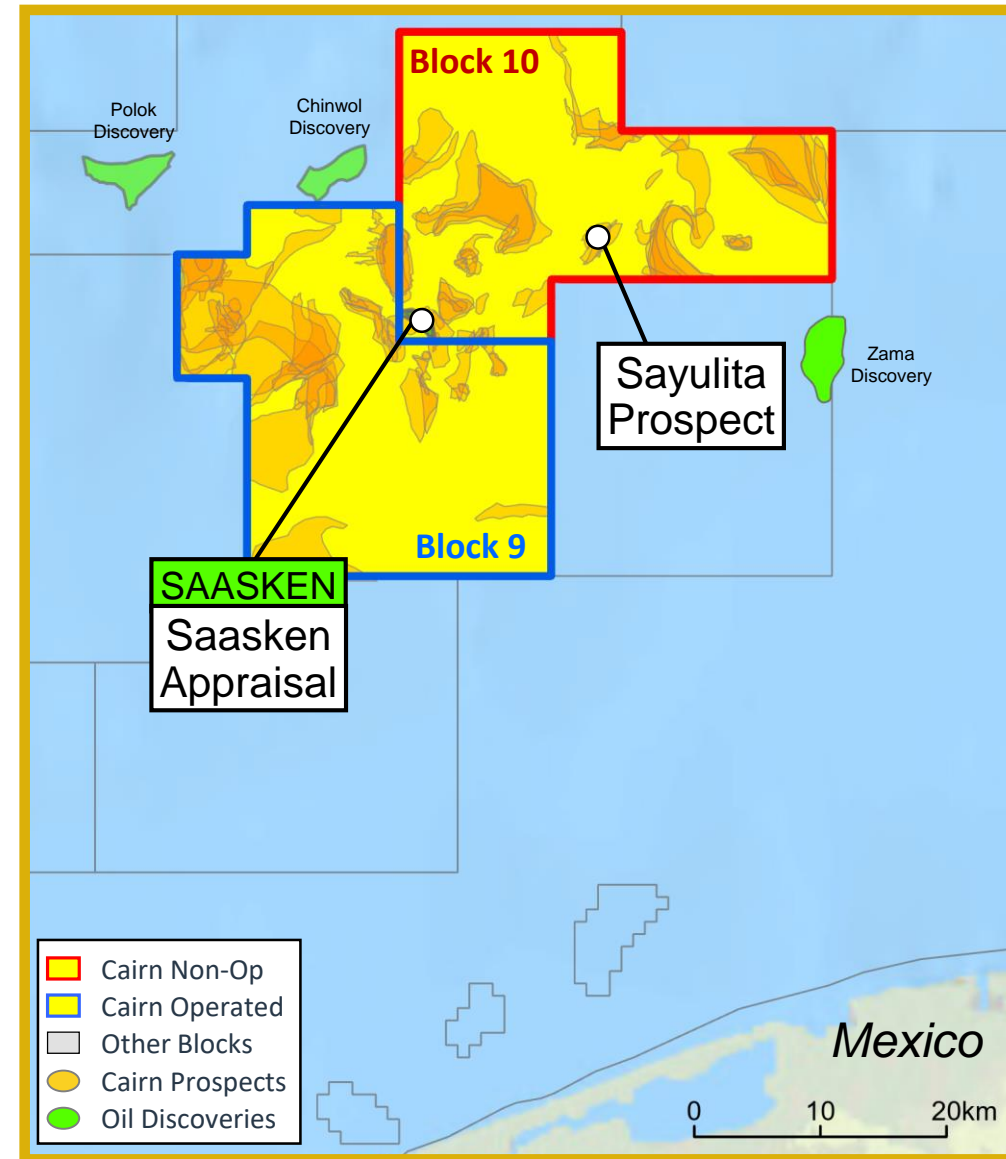 Block 10
Polok
Discovery
Chinwol
Discovery
Sayulita
Prospect
Zama
Discovery
Block 9
SAASKEN
Saasken
Appraisal
Cairn Non-Op
Cairn Operated
Other Blocks
Cairn Prospects
Oil Discoveries
Mexico
0 10 20km